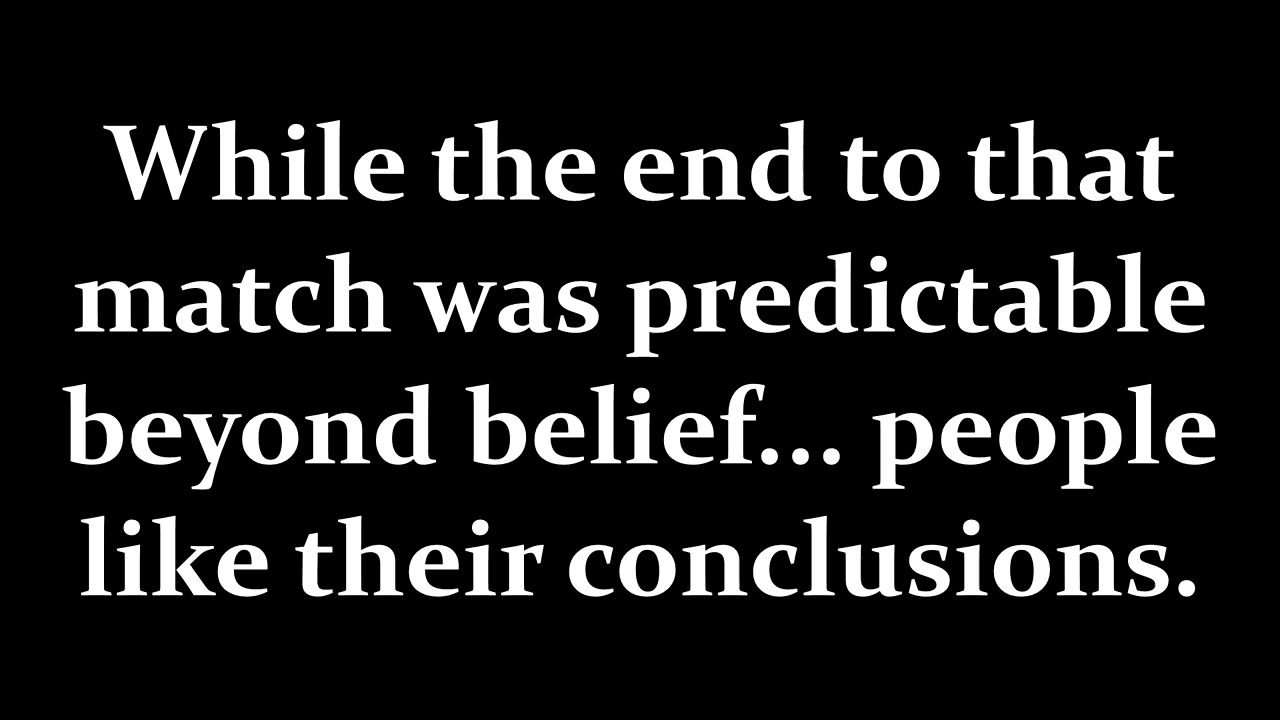 While the end to that
match was predictable
beyond belief... people
like their conclusions.